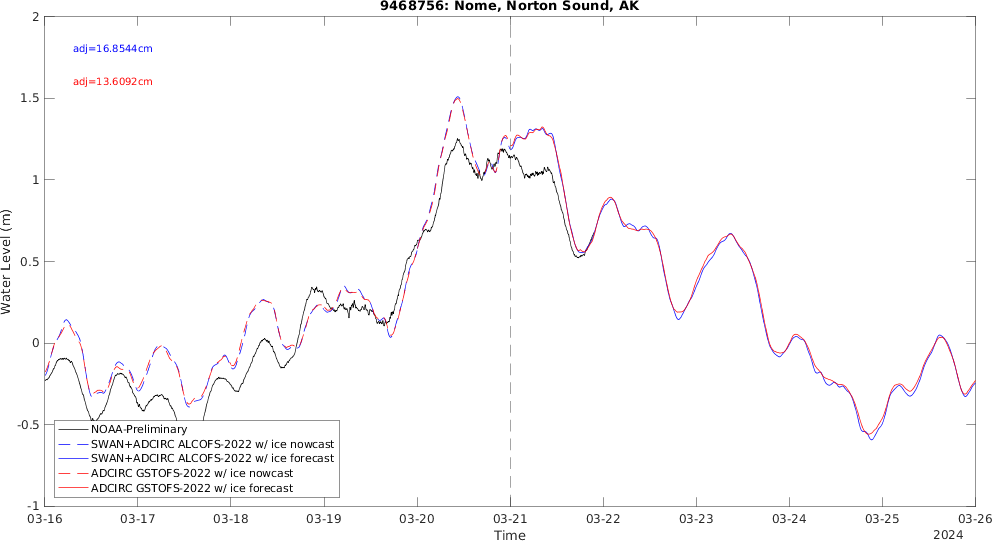 9468756: Nome, Norton Sound, AK
adj=16.8544cm
adj=13.6092cm
Water Level (m)
2
1.5
1
0.5
0
-0.5
-1
NOAA-Preliminary
SWAN+ADCIRC ALCOFS-2022 w/ ice nowcast
SWAN+ADCIRC ALCOFS-2022 w/ ice forecast
ADCIRC GSTOFS-2022 w/ ice nowcast
ADCIRC GSTOFS-2022 w/ ice forecast
03-16 03-17 03-18 03-19 03-20 03-21 03-22 03-23 03-24 03-25 03-26
Time
2024